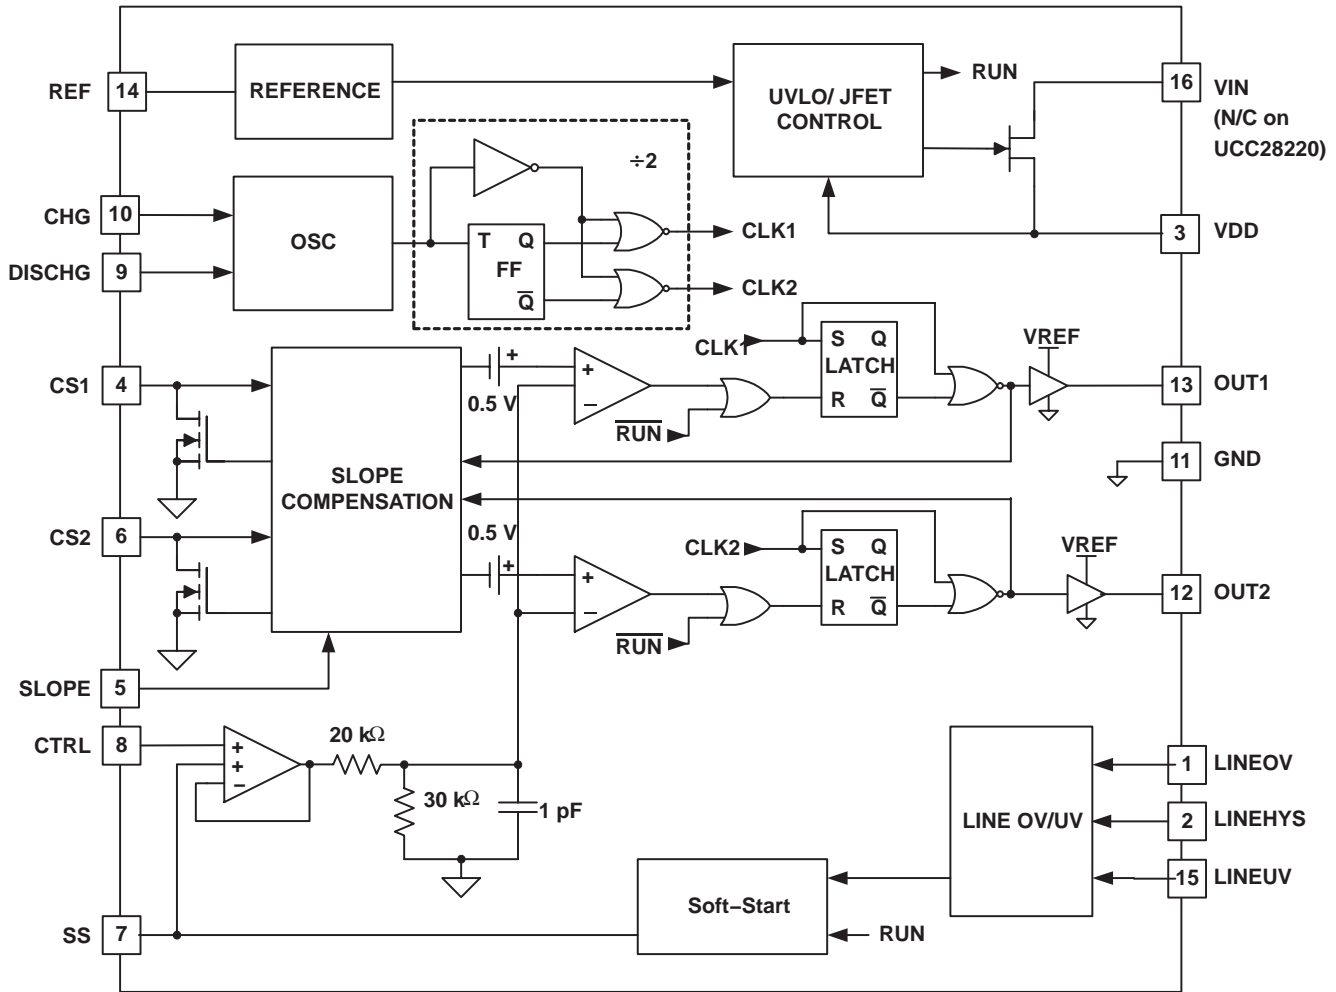 REF 14 REFERENCE UVLO/ JFET CONTROL RUN 16 VIN
(N/C on
UCC28220)
÷2
CHG 10 OSC T Q FF Q̅ CLK1 3 VDD
DISCHG 9 CLK2
CLK1 S Q VREF
CS1 4 + LATCH
0.5 V + − R Q̅ 13 OUT1
R̅U̅N̅
SLOPE
COMPENSATION
11 GND
CS2 6 0.5 V CLK2 S Q VREF
+ + LATCH
− R Q̅ 12 OUT2
R̅U̅N̅
SLOPE 5
CTRL 8 + 20 kΩ 1 LINEOV
+
− 30 kΩ 1 pF LINE OV/UV 2 LINEHYS
Soft−Start 15 LINEUV
SS 7 RUN